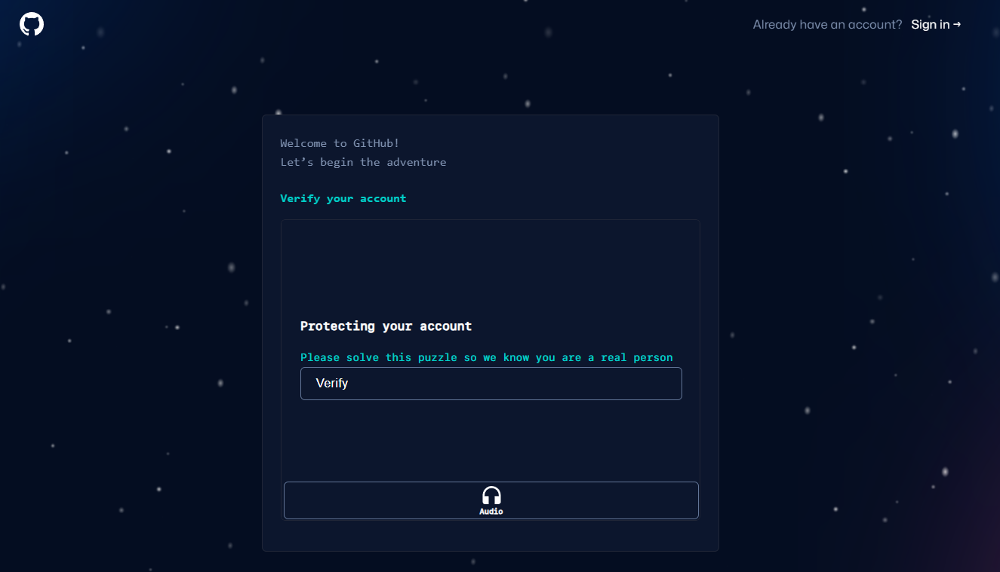 Already have an account? Sign in →
Welcome to GitHub!
Let’s begin the adventure
Verify your account
Protecting your account
Please solve this puzzle so we know you are a real person
Verify
Audio